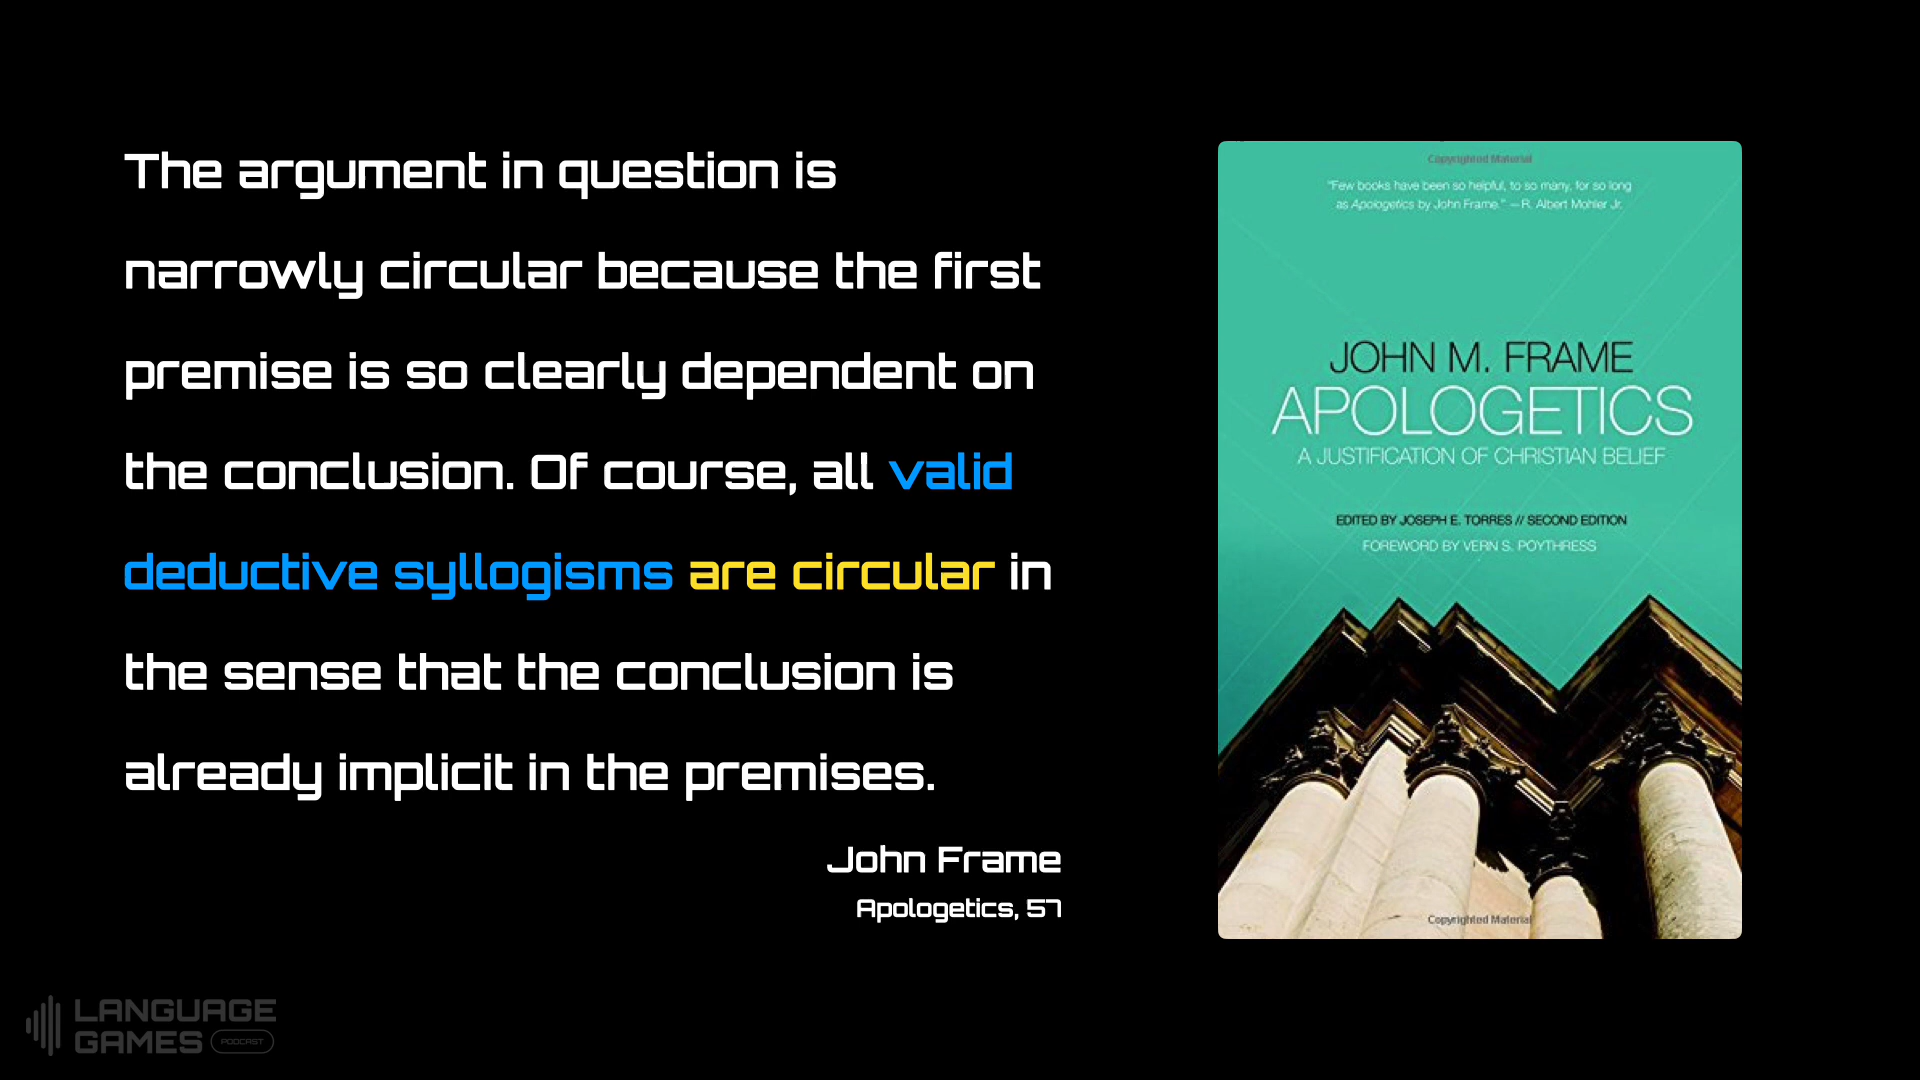 The argument in question is
narrowly circular because the first
premise is so clearly dependent on
the conclusion. Of course, all valid
deductive syllogisms are circular in
the sense that the conclusion is
already implicit in the premises.
John Frame
Apologetics, 57
Copyrighted Material
"Few books have been so helpful, to so many, for so long
as Apologetics by John Frame." —R. Albert Mohler Jr.
JOHN M. FRAME
APOLOGETICS
A JUSTIFICATION OF CHRISTIAN BELIEF
EDITED BY JOSEPH E. TORRES // SECOND EDITION
FOREWORD BY VERN S. POYTHRESS
Copyrighted Material
LANGUAGE
GAMES PODCAST